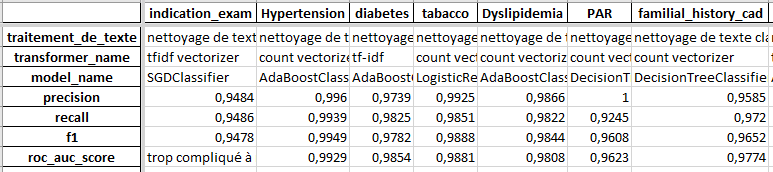 indication_exam Hypertension diabetes tabacco Dyslipidemia PAR familial_history_cad
traitement_de_texte nettoyage de text nettoyage de t nettoyage nettoyage nettoyage de t nettoyage nettoyage de texte cla
transformer_name tfidf vectorizer count vectorize tf-idf count vect count vectorize count vect count vectorizer
model_name SGDClassifier AdaBoostClass AdaBoostC LogisticRe AdaBoostClass DecisionT DecisionTreeClassifie
precision 0,9484 0,996 0,9739 0,9925 0,9866 1 0,9585
recall 0,9486 0,9939 0,9825 0,9851 0,9822 0,9245 0,972
f1 0,9478 0,9949 0,9782 0,9888 0,9844 0,9608 0,9652
roc_auc_score trop compliqué à 0,9929 0,9854 0,9881 0,9808 0,9623 0,9774